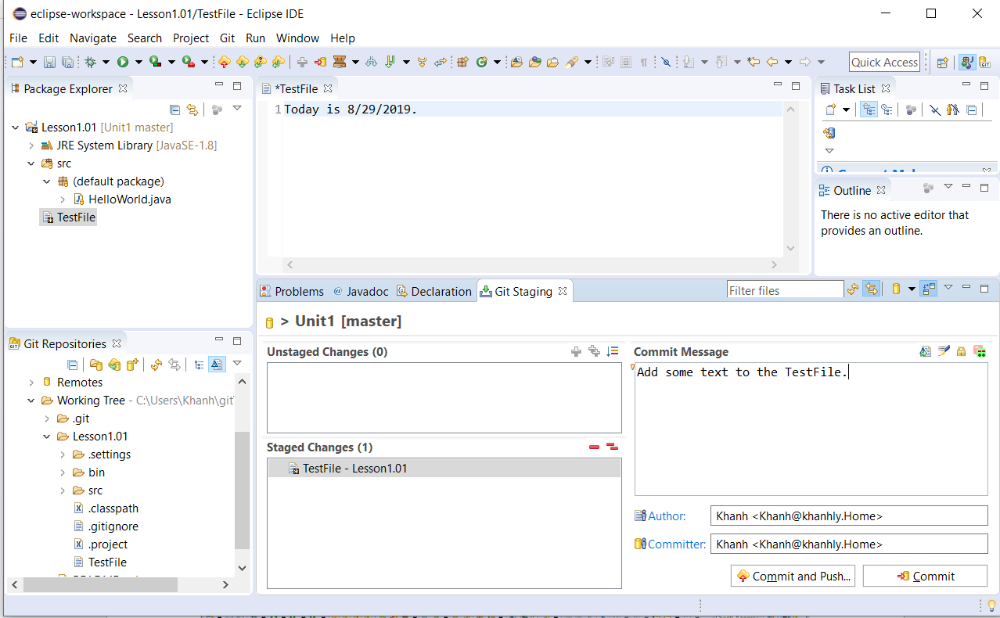 eclipse-workspace - Lesson1.01/TestFile - Eclipse IDE
File Edit Navigate Search Project Git Run Window Help
Quick Access
Package Explorer
Lesson1.01 [Unit1 master]
JRE System Library [JavaSE-1.8]
src
(default package)
HelloWorld.java
TestFile
*TestFile
1 Today is 8/29/2019.
Task List
Outline
There is no active editor that
provides an outline.
Git Repositories
Remotes
Working Tree - C:\Users\Khanh\git\
.git
Lesson1.01
.settings
bin
src
.classpath
.gitignore
.project
TestFile
Problems @ Javadoc Declaration Git Staging
Filter files
> Unit1 [master]
Unstaged Changes (0)
Staged Changes (1)
TestFile - Lesson1.01
Commit Message
Add some text to the TestFile.
Author: Khanh <Khanh@khanhly.Home>
Committer: Khanh <Khanh@khanhly.Home>
Commit and Push... Commit